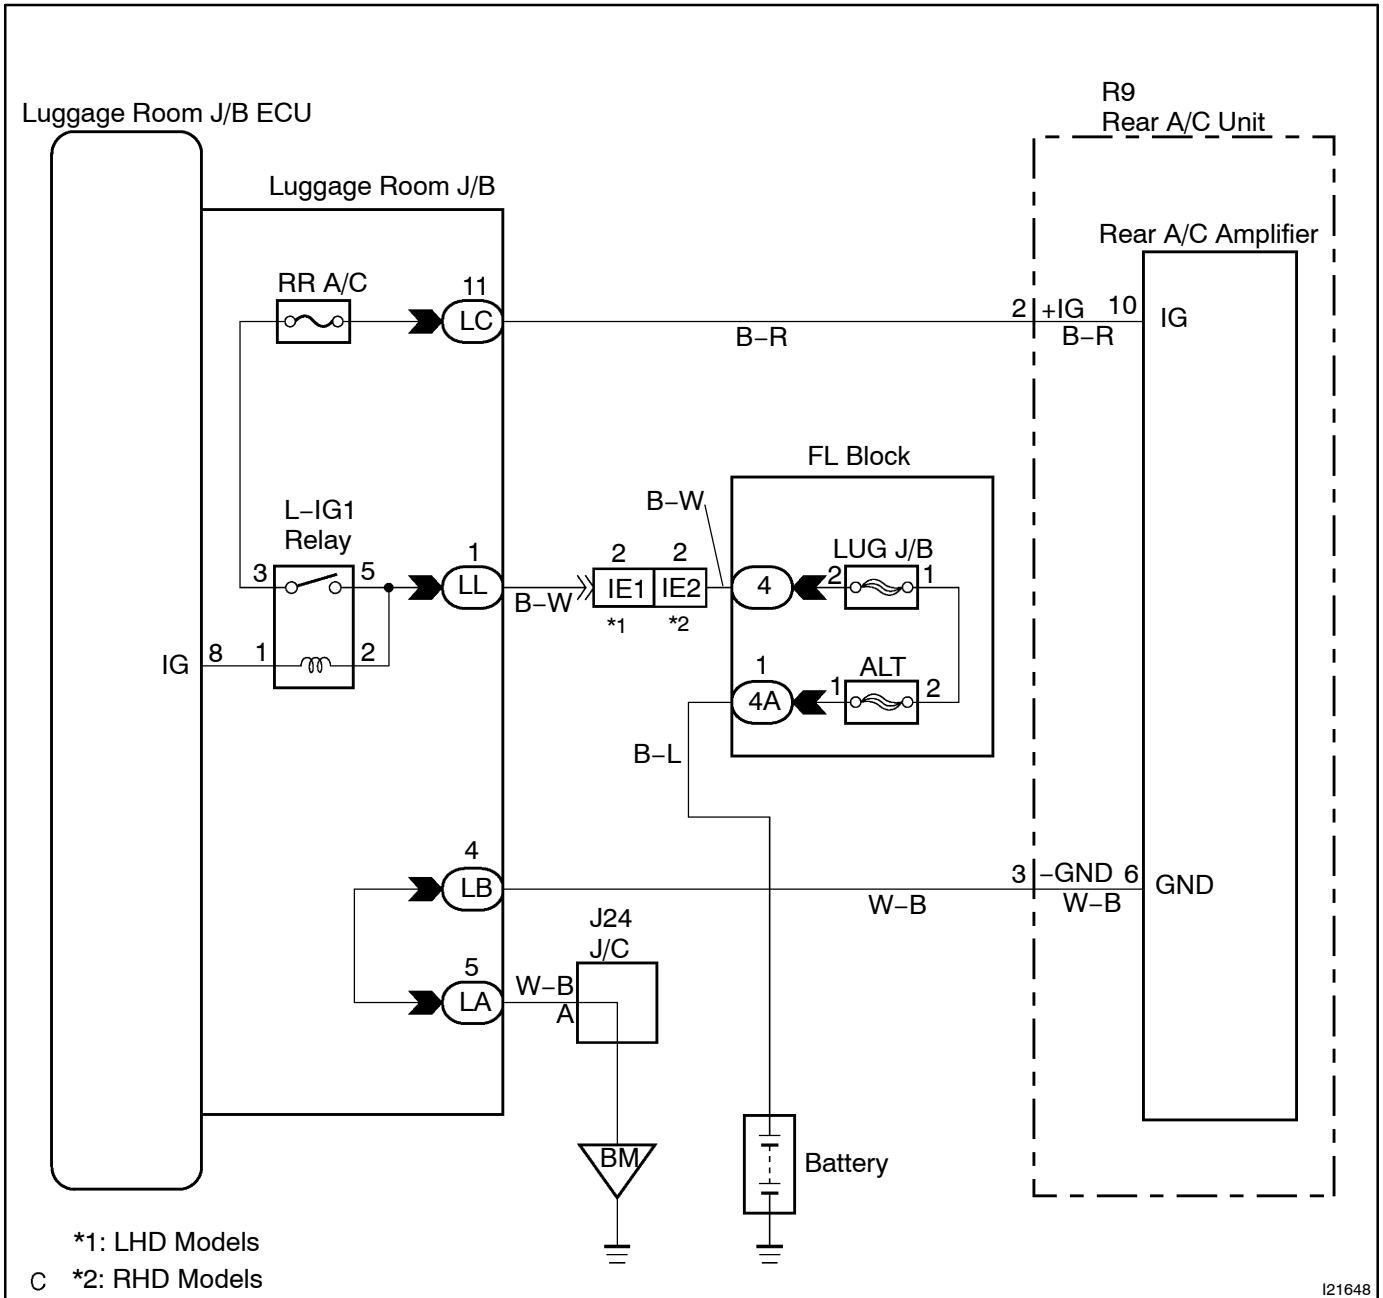 R9
Rear A/C Unit
Luggage Room J/B ECU
Luggage Room J/B
Rear A/C Amplifier
RR A/C
11
LC
B–R
2
+IG
10
IG
B–R
FL Block
L–IG1
Relay
B–W
3
5
1
LL
B–W
2
2
IE1
IE2
*1
*2
4
LUG J/B
2
1
IG
8
1
2
1
4A
ALT
1
2
B–L
4
LB
W–B
3
–GND
6
GND
W–B
J24
J/C
5
LA
W–B
A
BM
Battery
*1: LHD Models
C
*2: RHD Models
I21648